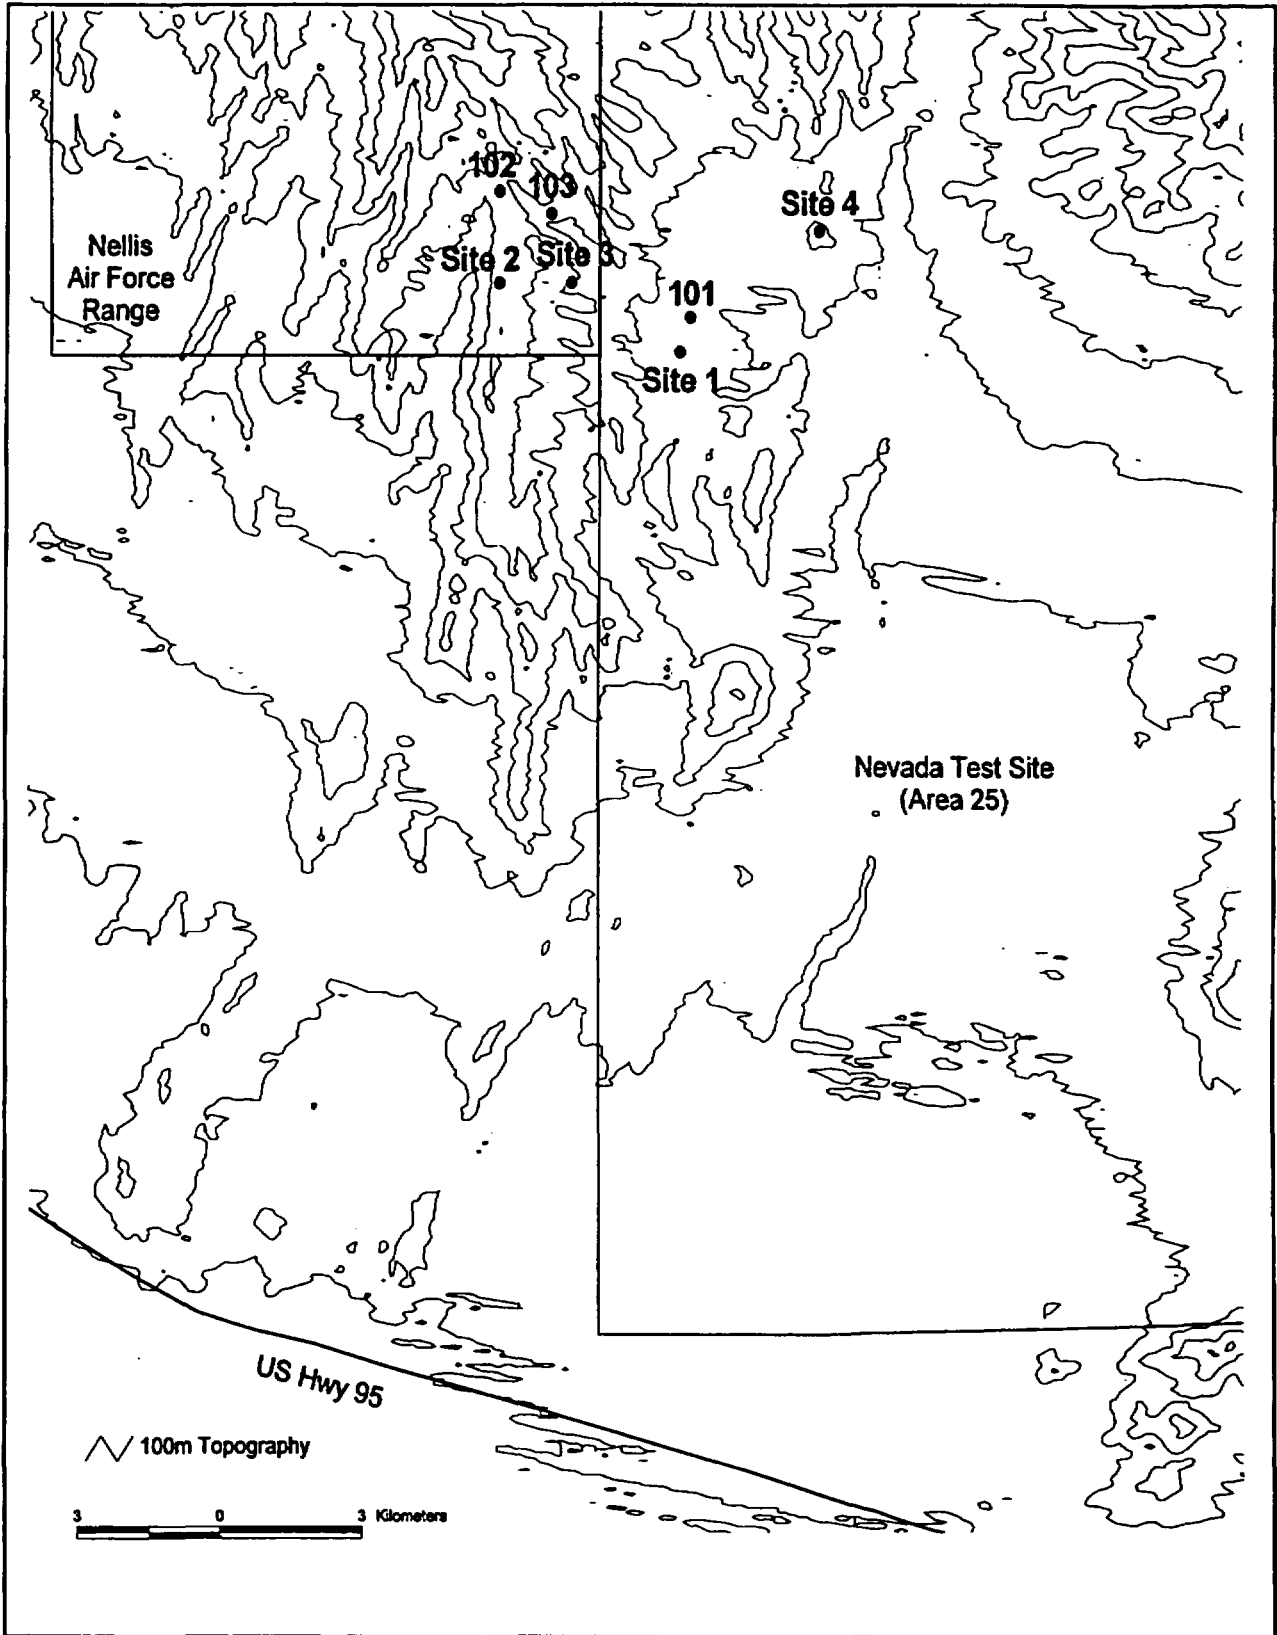 102
103
Site 4
Nellis
Air Force
Range
Site 2
Site 3
101
Site 1
Nevada Test Site
(Area 25)
US Hwy 95
100m Topography
3 0 3 Kilometers